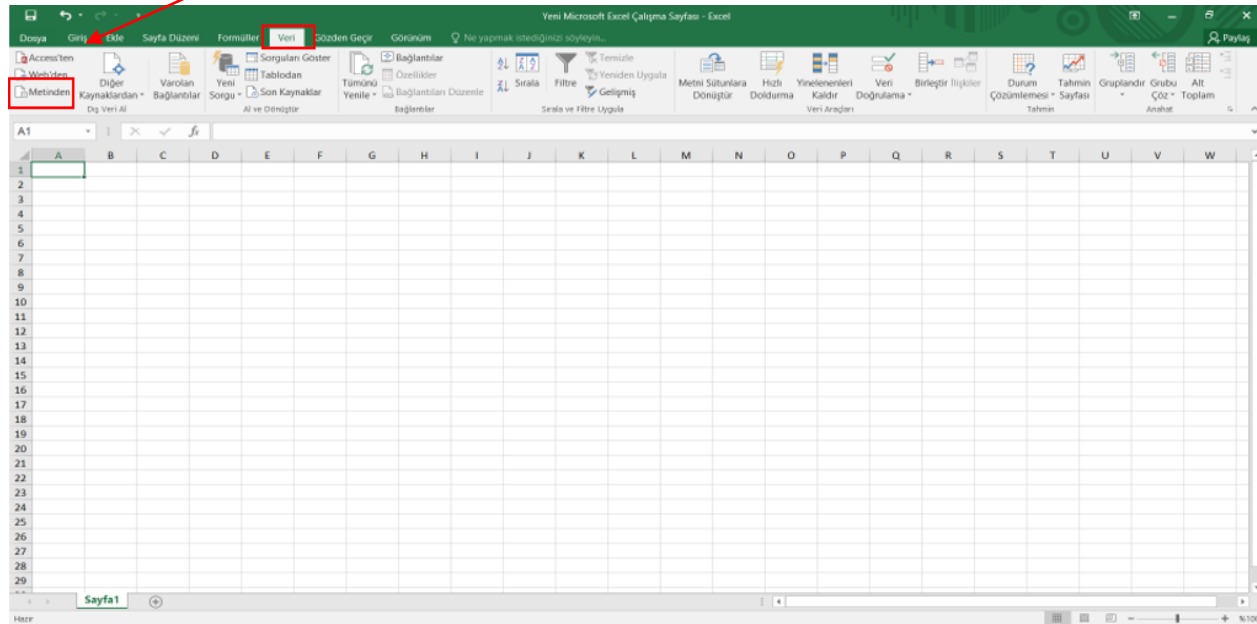 Yeni Microsoft Excel Çalışma Sayfası - Excel
Dosya Giriş Ekle Sayfa Düzeni Formüller Veri Gözden Geçir Görünüm Ne yapmak istediğinizi söyleyin... Paylaş
Access'ten
Web'den
Metinden
Diğer
Kaynaklardan
Varolan
Bağlantılar
Dış Veri Al
Yeni
Sorgu
Sorguları Göster
Tablodan
Son Kaynaklar
Al ve Dönüştür
Tümünü
Yenile
Bağlantılar
Özellikler
Bağlantıları Düzenle
Bağlantılar
Sırala
Filtre
Temizle
Yeniden Uygula
Gelişmiş
Sırala ve Filtre Uygula
Metni Sütunlara
Dönüştür
Hızlı
Doldurma
Yinelenenleri
Kaldır
Veri
Doğrulama
Birleştir
İlişkiler
Veri Araçları
Durum
Çözümlemesi
Tahmin
Sayfası
Tahmin
Gruplandır
Grubu
Çöz
Alt
Toplam
Anahat
A1 fx
A B C D E F G H I J K L M N O P Q R S T U V W
1
2
3
4
5
6
7
8
9
10
11
12
13
14
15
16
17
18
19
20
21
22
23
24
25
26
27
28
29
Sayfa1
Hazır